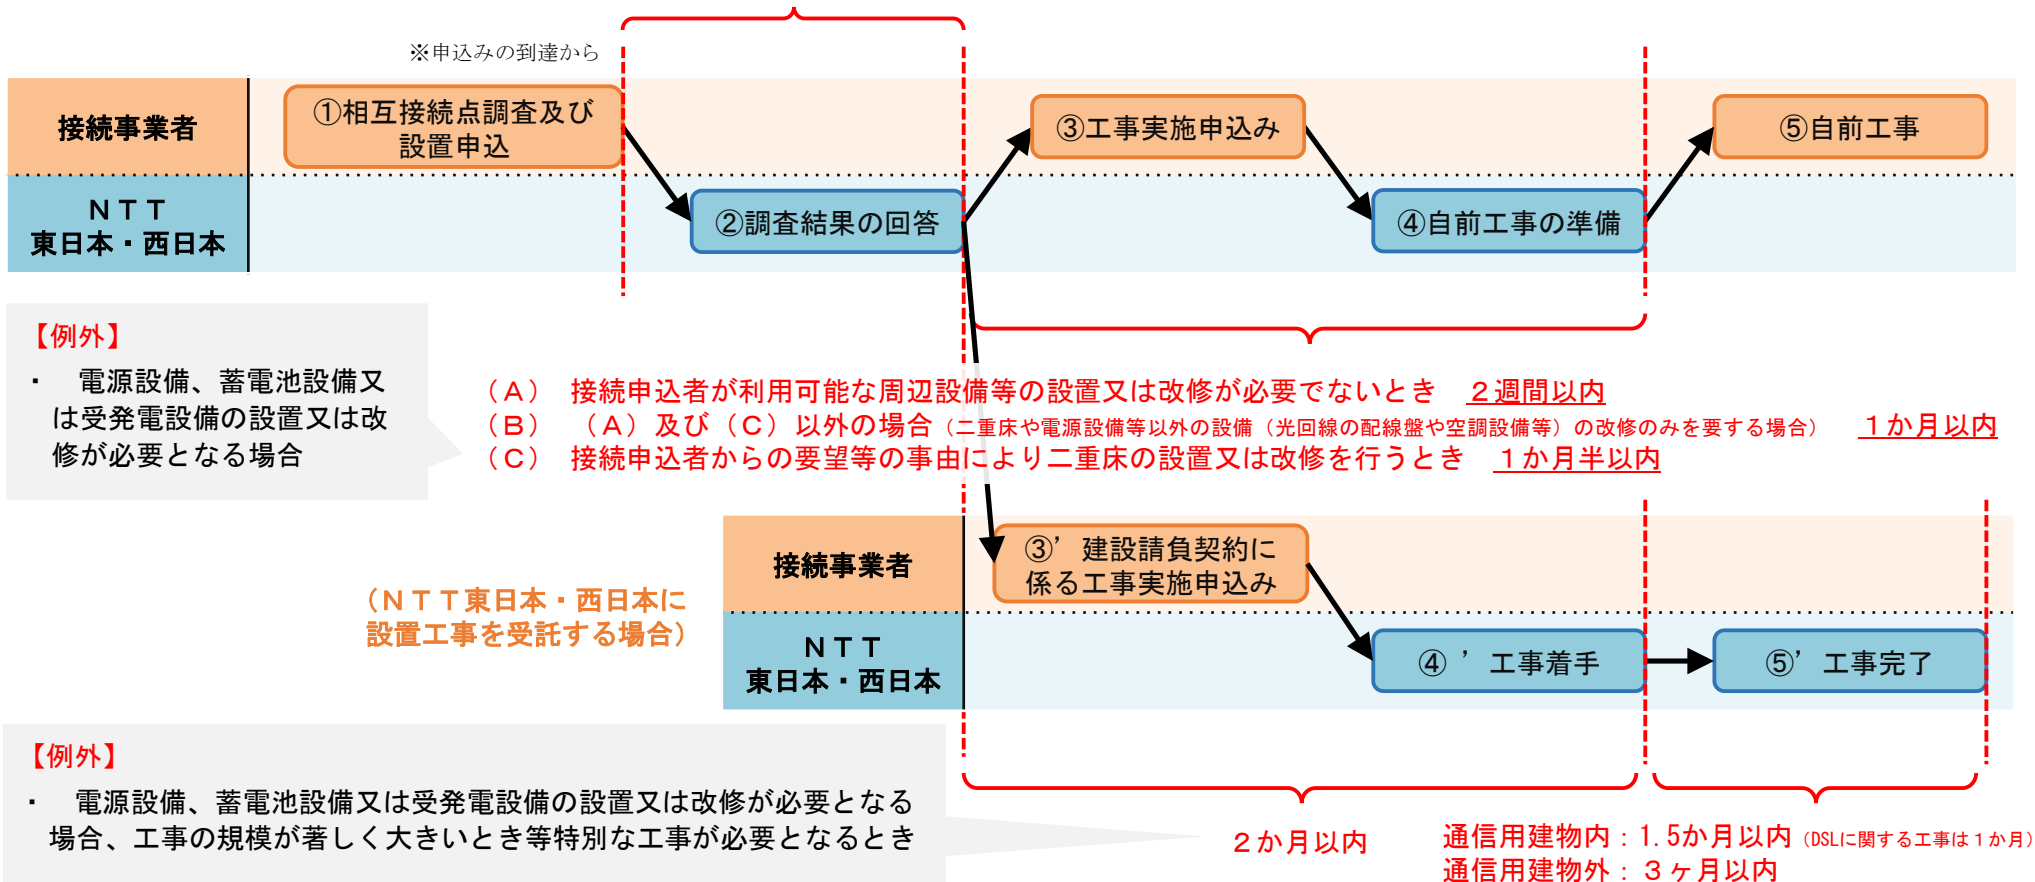 ※申込みの到達から
接続事業者
①相互接続点調査及び
設置申込
③工事実施申込み
⑤自前工事
ＮＴＴ
東日本・西日本
②調査結果の回答
④自前工事の準備
【例外】
・　電源設備、蓄電池設備又
は受発電設備の設置又は改
修が必要となる場合
（Ａ）　接続申込者が利用可能な周辺設備等の設置又は改修が必要でないとき　２週間以内
（Ｂ）　（Ａ）及び（Ｃ）以外の場合（二重床や電源設備等以外の設備（光回線の配線盤や空調設備等）の改修のみを要する場合）　１か月以内
（Ｃ）　接続申込者からの要望等の事由により二重床の設置又は改修を行うとき　１か月半以内
（ＮＴＴ東日本・西日本に
設置工事を受託する場合）
接続事業者
③’建設請負契約に
係る工事実施申込み
ＮＴＴ
東日本・西日本
④’工事着手
⑤’工事完了
【例外】
・　電源設備、蓄電池設備又は受発電設備の設置又は改修が必要となる
場合、工事の規模が著しく大きいとき等特別な工事が必要となるとき
２か月以内
通信用建物内：1.5か月以内（DSLに関する工事は１か月）
通信用建物外：３ヶ月以内